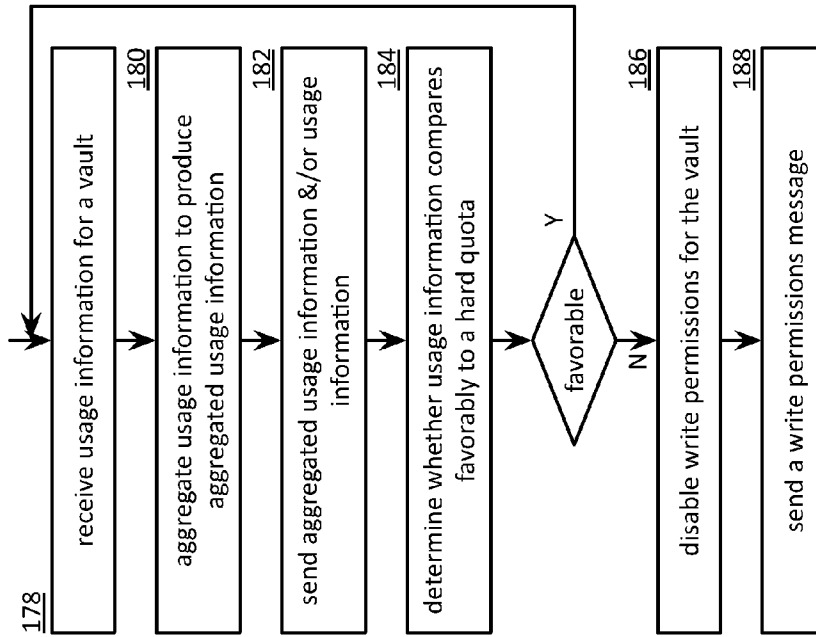 178
receive usage information for a vault
180
aggregate usage information to produce
aggregated usage information
182
send aggregated usage information &/or usage
information
184
determine whether usage information compares
favorably to a hard quota
favorable
Y
N
186
disable write permissions for the vault
188
send a write permissions message